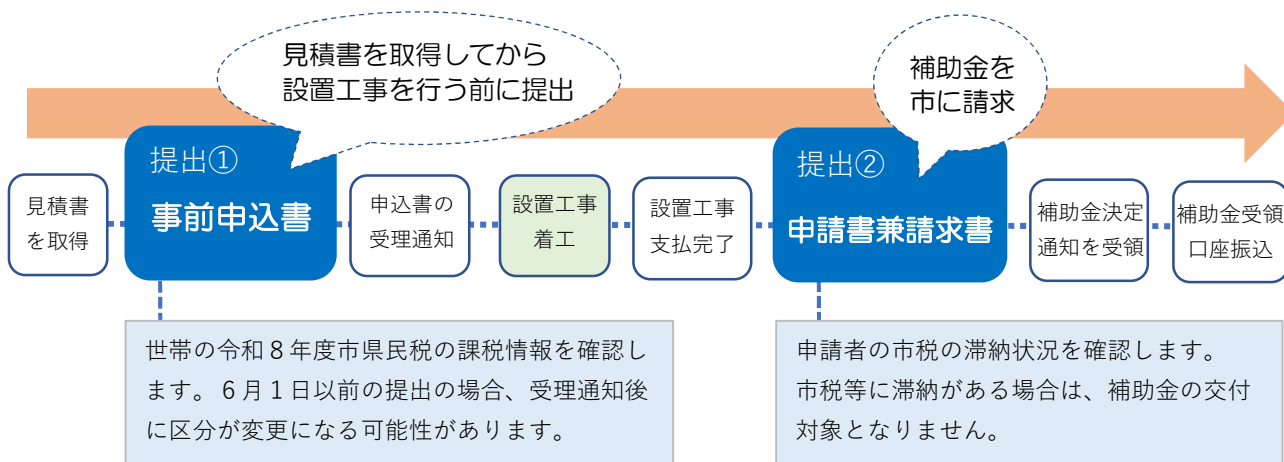 見積書を取得してから
設置工事を行う前に提出
補助金を
市に請求
見積書
を取得
提出①
事前申込書
申込書の
受理通知
設置工事
着工
設置工事
支払完了
提出②
申請書兼請求書
補助金決定
通知を受領
補助金受領
口座振込
世帯の令和８年度市県民税の課税情報を確認し
ます。６月１日以前の提出の場合、受理通知後
に区分が変更になる可能性があります。
申請者の市税の滞納状況を確認します。
市税等に滞納がある場合は、補助金の交付
対象となりません。